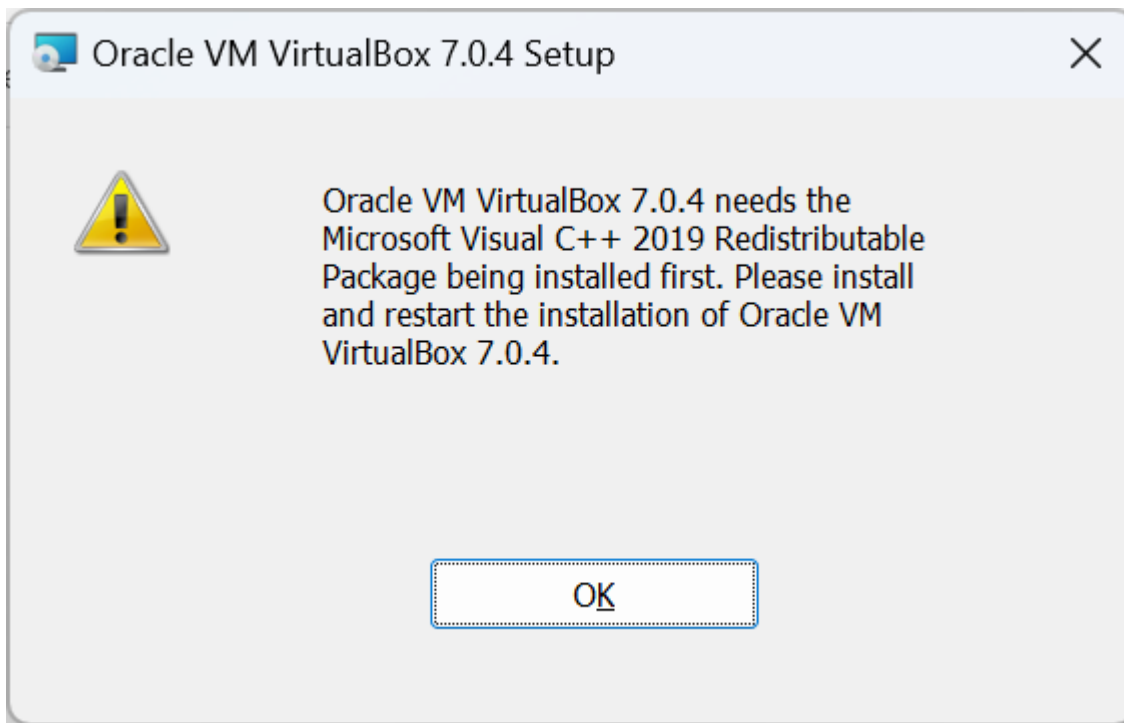 Oracle VM VirtualBox 7.0.4 Setup
Oracle VM VirtualBox 7.0.4 needs the
Microsoft Visual C++ 2019 Redistributable
Package being installed first. Please install
and restart the installation of Oracle VM
VirtualBox 7.0.4.
OK